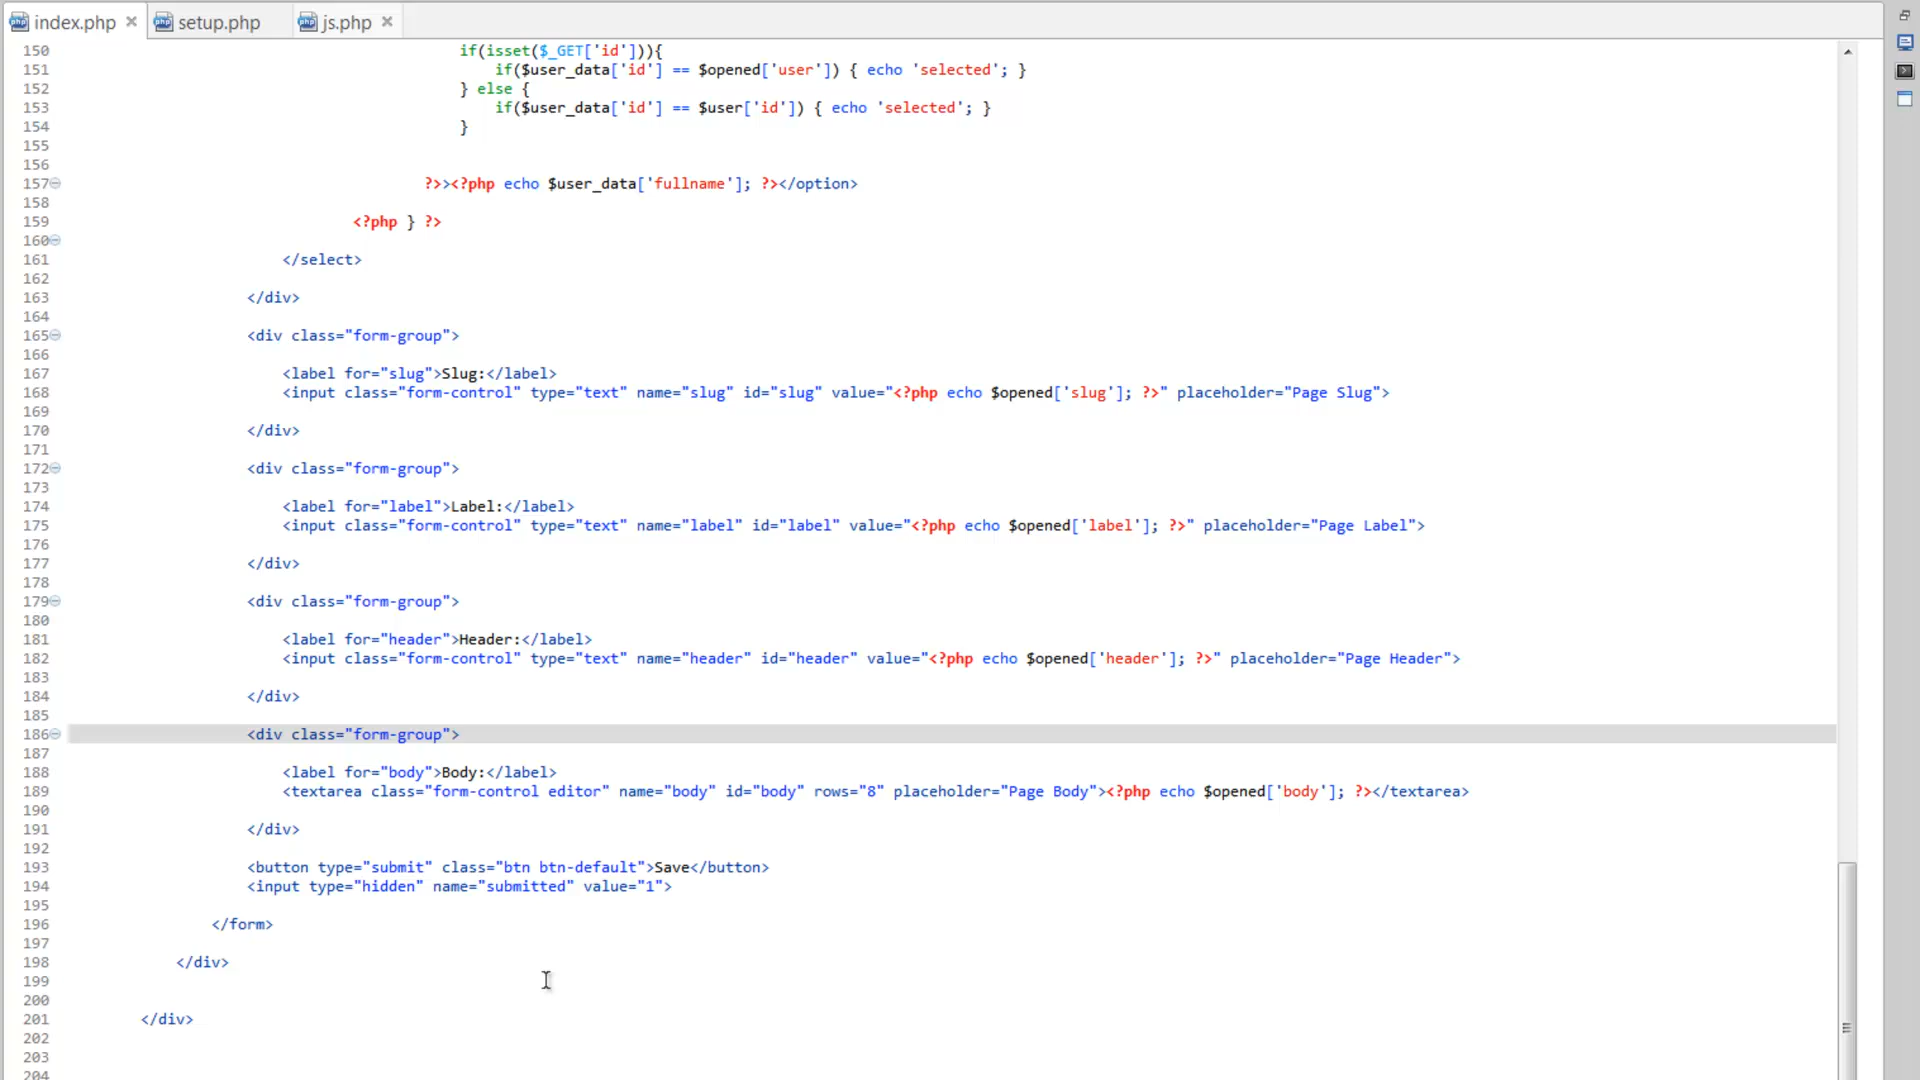 index.php
setup.php
js.php
150 if(isset($_GET['id'])){
151 if($user_data['id'] == $opened['user']) { echo 'selected'; }
152 } else {
153 if($user_data['id'] == $user['id']) { echo 'selected'; }
154 }
155
156
157 ?>><?php echo $user_data['fullname']; ?></option>
158
159 <?php } ?>
160
161 </select>
162
163 </div>
164
165 <div class="form-group">
166
167 <label for="slug">Slug:</label>
168 <input class="form-control" type="text" name="slug" id="slug" value="<?php echo $opened['slug']; ?>" placeholder="Page Slug">
169
170 </div>
171
172 <div class="form-group">
173
174 <label for="label">Label:</label>
175 <input class="form-control" type="text" name="label" id="label" value="<?php echo $opened['label']; ?>" placeholder="Page Label">
176
177 </div>
178
179 <div class="form-group">
180
181 <label for="header">Header:</label>
182 <input class="form-control" type="text" name="header" id="header" value="<?php echo $opened['header']; ?>" placeholder="Page Header">
183
184 </div>
185
186 <div class="form-group">
187
188 <label for="body">Body:</label>
189 <textarea class="form-control editor" name="body" id="body" rows="8" placeholder="Page Body"><?php echo $opened['body']; ?></textarea>
190
191 </div>
192
193 <button type="submit" class="btn btn-default">Save</button>
194 <input type="hidden" name="submitted" value="1">
195
196 </form>
197
198 </div>
199
200
201 </div>
202
203
204